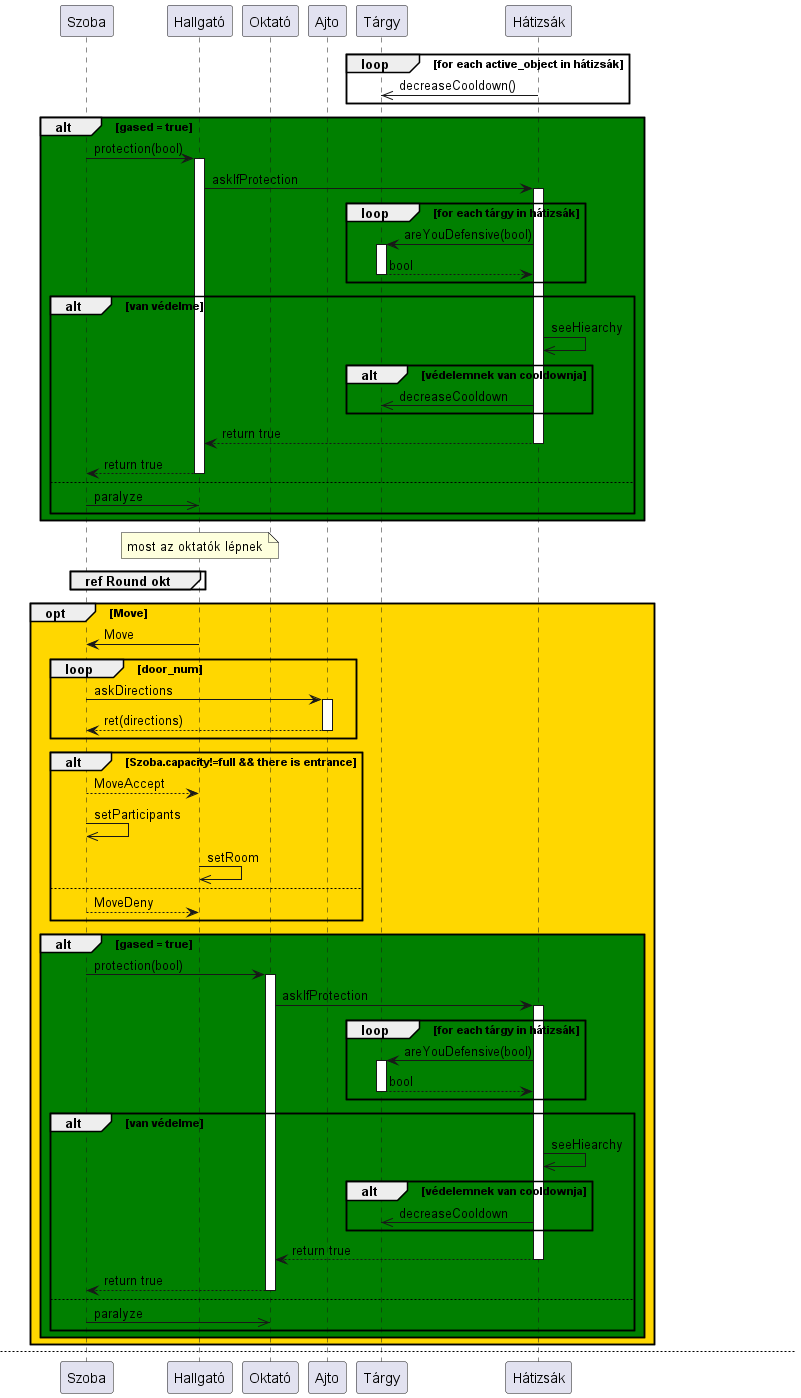 Szoba Hallgató Oktató Ajto Tárgy Hátizsák
loop [for each active_object in hátizsák]
decreaseCooldown()
alt [gased = true]
protection(bool)
askIfProtection
loop [for each tárgy in hátizsák]
areYouDefensive(bool)
bool
alt [van védelme]
seeHiearchy
alt [védelemnek van cooldownja]
decreaseCooldown
return true
return true
paralyze
most az oktatók lépnek
ref Round okt
opt [Move]
Move
loop [door_num]
askDirections
ret(directions)
alt [Szoba.capacity!=full && there is entrance]
MoveAccept
setParticipants
setRoom
MoveDeny
alt [gased = true]
protection(bool)
askIfProtection
loop [for each tárgy in hátizsák]
areYouDefensive(bool)
bool
alt [van védelme]
seeHiearchy
alt [védelemnek van cooldownja]
decreaseCooldown
return true
return true
paralyze
Szoba Hallgató Oktató Ajto Tárgy Hátizsák